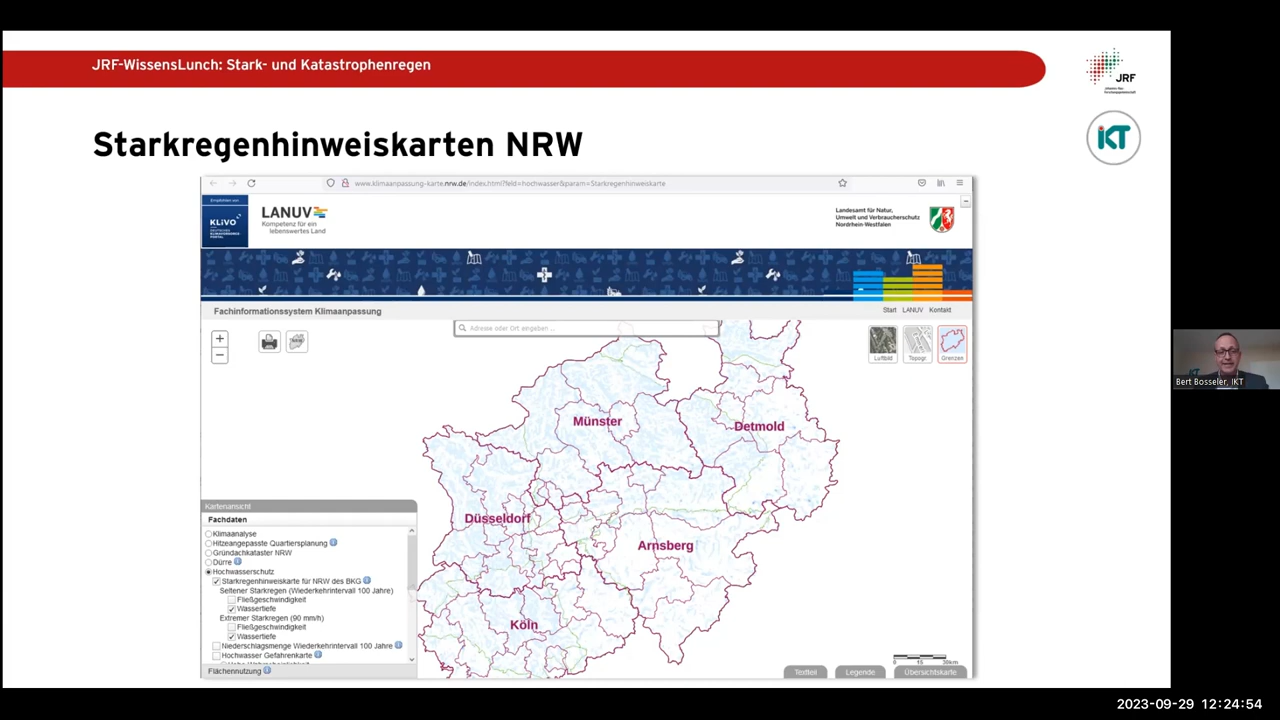 JRF-WissensLunch: Stark- und Katastrophenregen
JRF
IKT
Starkregenhinweiskarten NRW
www.klimaanpassung-karte.nrw.de/index.html?feld=hochwasser&param=Starkregenhinweiskarte
Empfohlen von
KLiVO
LANUV
Kompetenz für ein
lebenswertes Land
Landesamt für Natur,
Umwelt und Verbraucherschutz
Nordrhein-Westfalen
Fachinformationssystem Klimaanpassung
Start LANUV Kontakt
Adresse oder Ort eingeben ...
Luftbild
Topogr.
Grenzen
Münster
Detmold
Düsseldorf
Arnsberg
Köln
Kartenansicht
Fachdaten
Klimaanalyse
Hitzeangepasste Quartiersplanung
Gründachkataster NRW
Dürre
Hochwasserschutz
Starkregenhinweiskarte für NRW des BKG
Seltener Starkregen (Wiederkehrintervall 100 Jahre)
Fließgeschwindigkeit
Wassertiefe
Extremer Starkregen (90 mm/h)
Fließgeschwindigkeit
Wassertiefe
Niederschlagsmenge Wiederkehrintervall 100 Jahre
Hochwasser Gefahrenkarte
Flächennutzung
0 15 30km
Textteil
Legende
Übersichtskarte
Bert Bosseler, IKT
2023-09-29 12:24:54